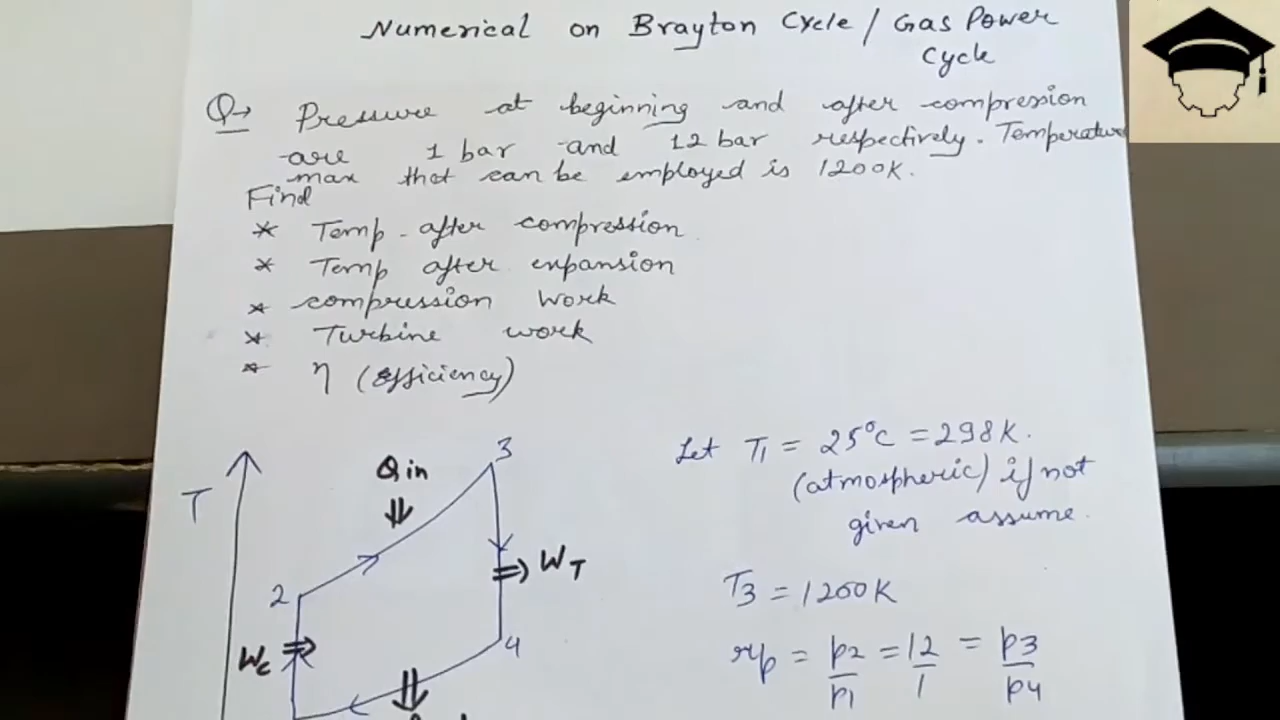 Numerical on Brayton Cycle / Gas Power
Cycle
Q→ Pressure at beginning and after compression
are 1 bar and 12 bar respectively. Temperature
max that can be employed is 1200K.
Find
* Temp. after compression
* Temp after expansion
* compression work
* Turbine work
* η (Efficiency)
Let T1 = 25°C = 298K.
(atmospheric) if not
given assume.
T
3
Q in
WT
2
T3 = 1200K
4
Wc
rp = p2/p1 = 12/1 = p3/p4